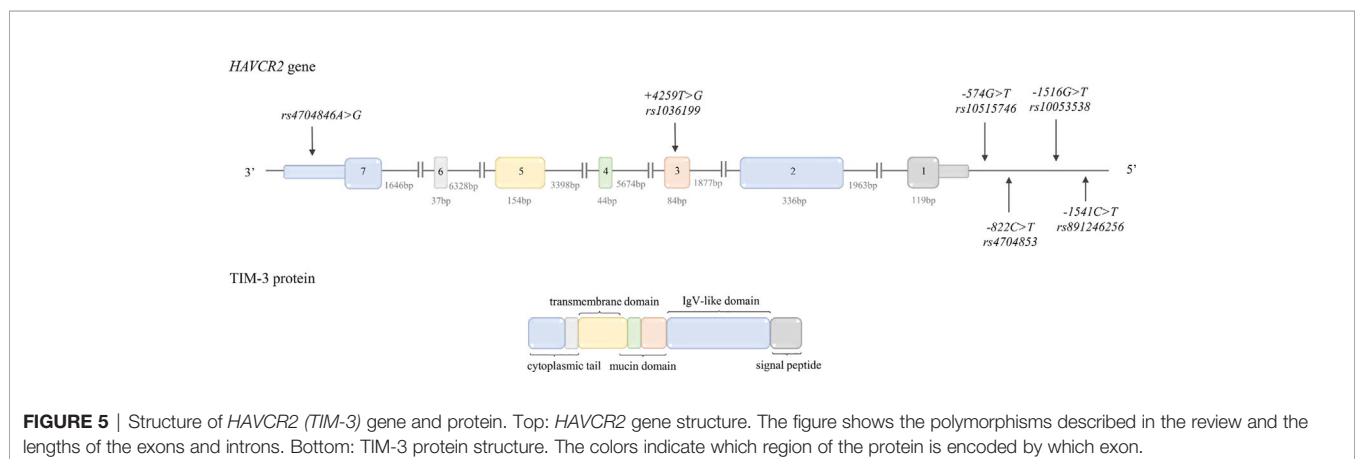 HAVCR2 gene
rs4704846A>G
+4259T>G
rs1036199
-574G>T
rs10515746
-1516G>T
rs10053538
3'
7
1646bp
6
6328bp
5
3398bp
4
5674bp
3
1877bp
2
1963bp
1
5'
37bp
154bp
44bp
84bp
336bp
119bp
-822C>T
rs4704853
-1541C>T
rs891246256
TIM-3 protein
transmembrane domain
IgV-like domain
cytoplasmic tail
mucin domain
signal peptide
FIGURE 5 | Structure of HAVCR2 (TIM-3) gene and protein. Top: HAVCR2 gene structure. The figure shows the polymorphisms described in the review and the
lengths of the exons and introns. Bottom: TIM-3 protein structure. The colors indicate which region of the protein is encoded by which exon.